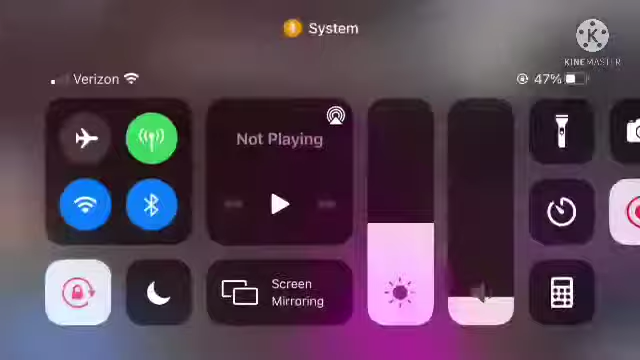 System
K
KINEMASTER
Verizon
47%
Not Playing
Screen
Mirroring